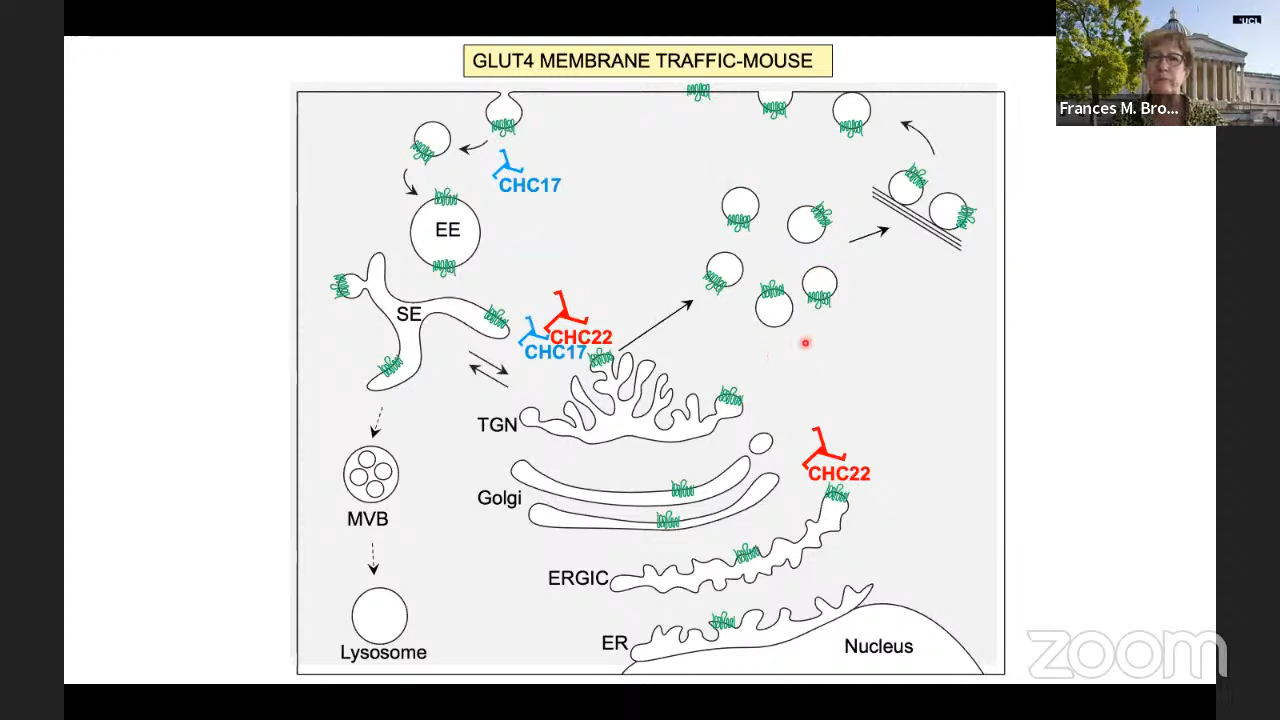 GLUT4 MEMBRANE TRAFFIC-MOUSE
UCL
Frances M. Bro...
CHC17
EE
SE
CHC22
CHC17
TGN
CHC22
Golgi
MVB
ERGIC
ER
Nucleus
Lysosome
zoom